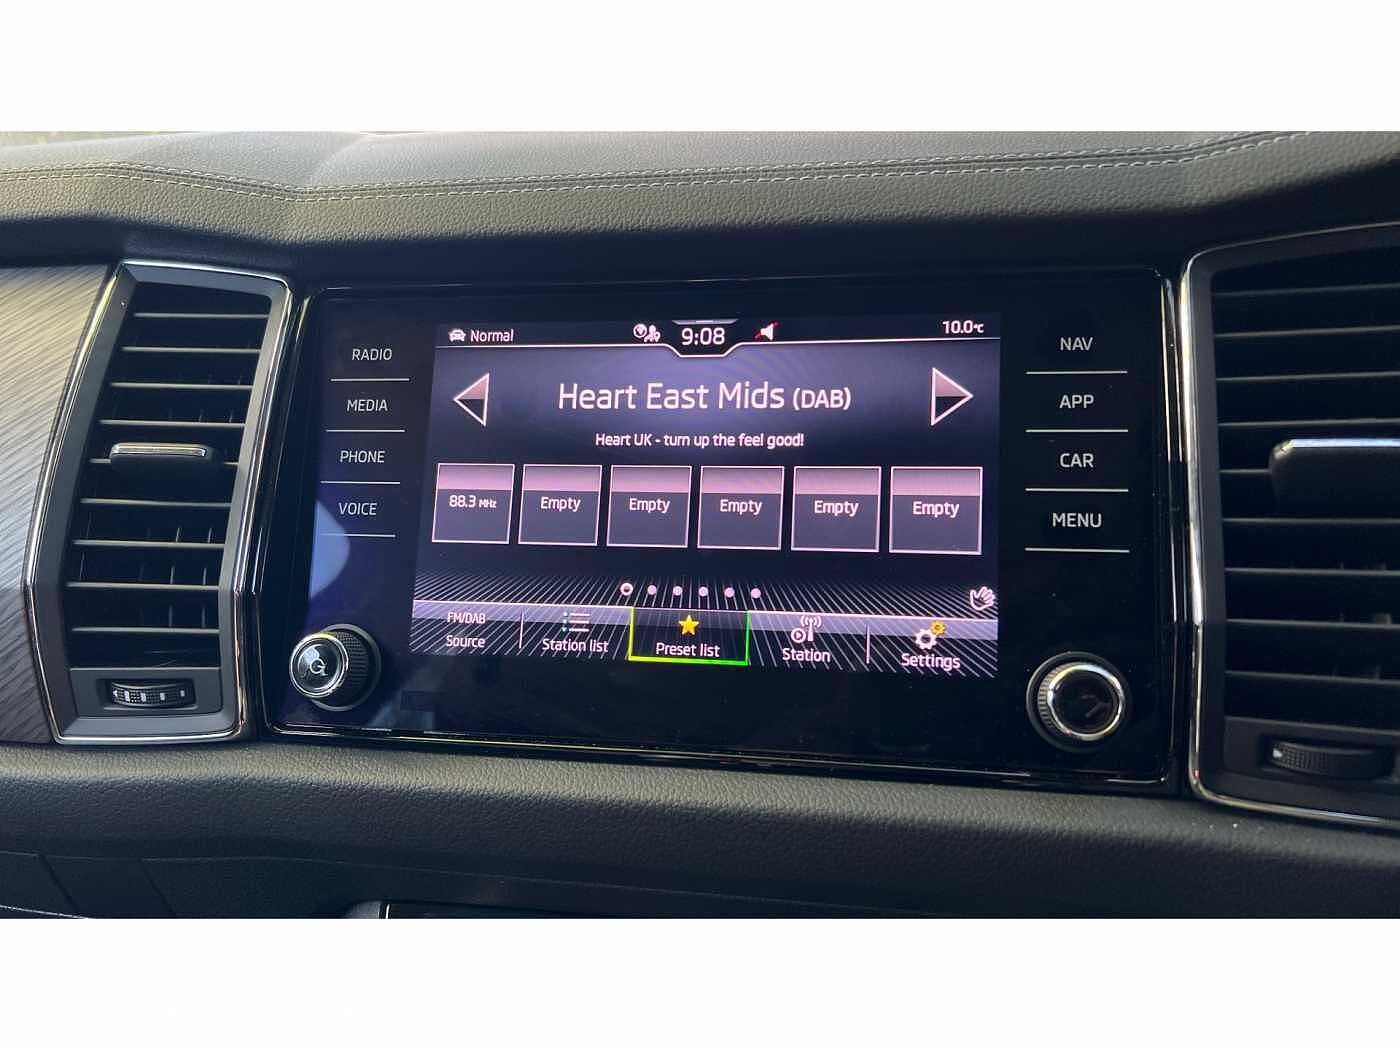 Normal
9:08
10.0°C
RADIO
MEDIA
PHONE
VOICE
Heart East Mids (DAB)
Heart UK - turn up the feel good!
88.3 MHz
Empty
Empty
Empty
Empty
Empty
FM/DAB
Source
Station list
Preset list
Station
Settings
NAV
APP
CAR
MENU